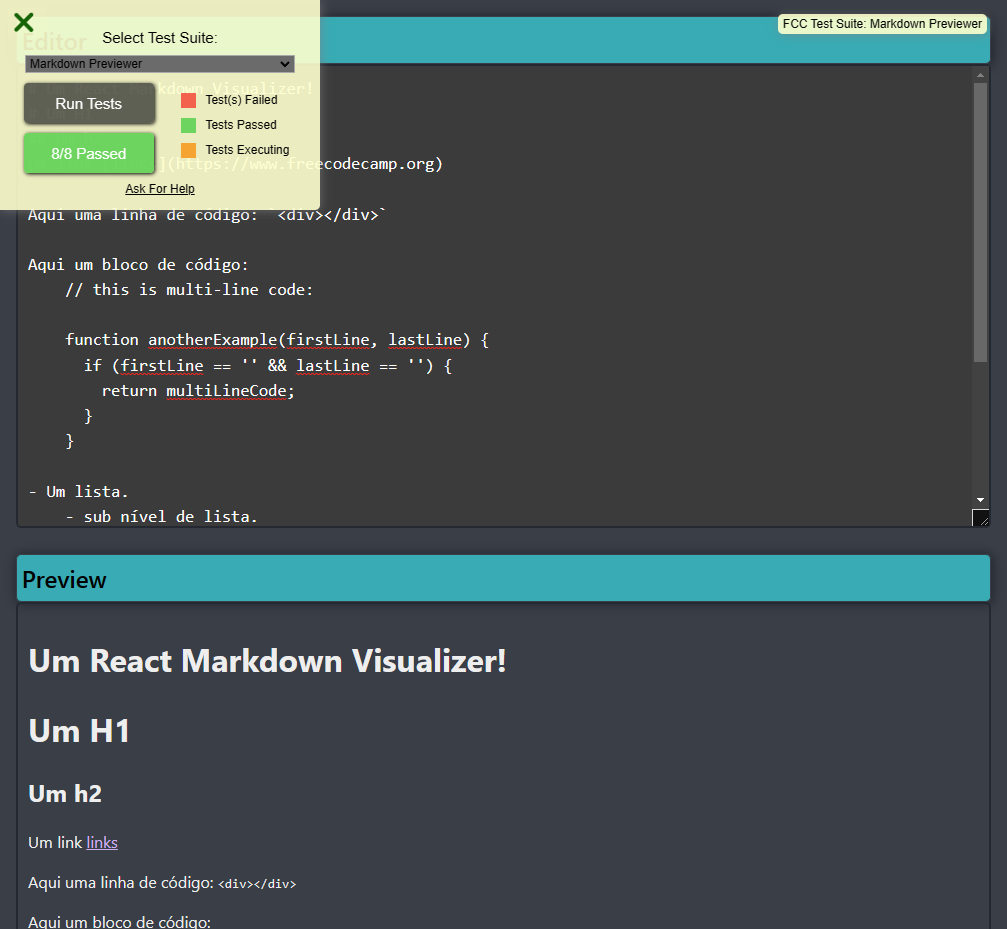 FCC Test Suite: Markdown Previewer
Select Test Suite:
Markdown Previewer
Run Tests
Test(s) Failed
Tests Passed
8/8 Passed
Tests Executing
Ask For Help
Editor
# Um React Markdown Visualizer!
](https://www.freecodecamp.org)
Aqui uma linha de código: `<div></div>`
Aqui um bloco de código:
// this is multi-line code:
function anotherExample(firstLine, lastLine) {
if (firstLine == '' && lastLine == '') {
return multiLineCode;
}
}
- Um lista.
- sub nível de lista.
Preview
Um React Markdown Visualizer!
Um H1
Um h2
Um link links
Aqui uma linha de código: <div></div>
Aqui um bloco de código: